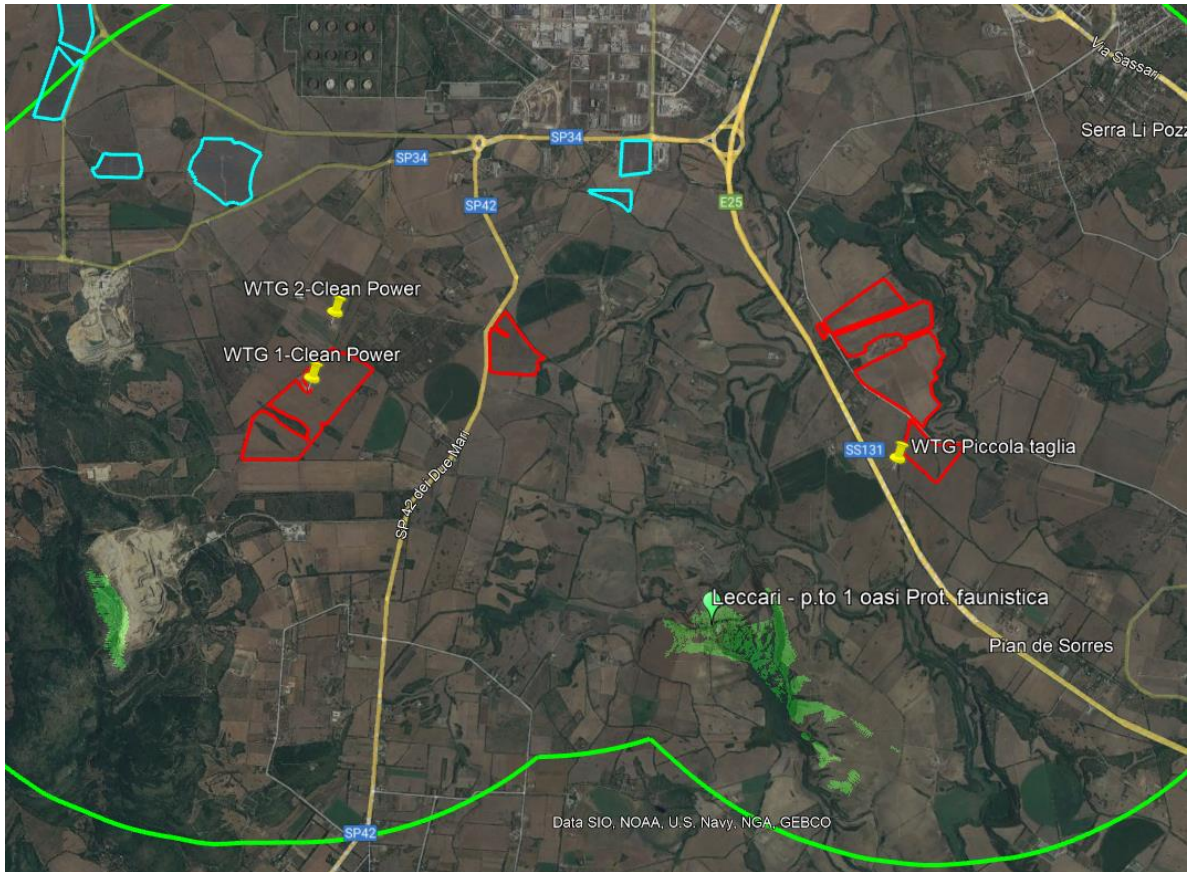 Via Sassari
Serra Li Pozz
SP34
SP34
SP42
E25
WTG 2-Clean Power
WTG 1-Clean Power
SS131
WTG Piccola taglia
SP 42 dei Due Mari
Leccari - p.to 1 oasi Prot. faunistica
Pian de Sorres
Data SIO, NOAA, U.S. Navy, NGA, GEBCO
SP42